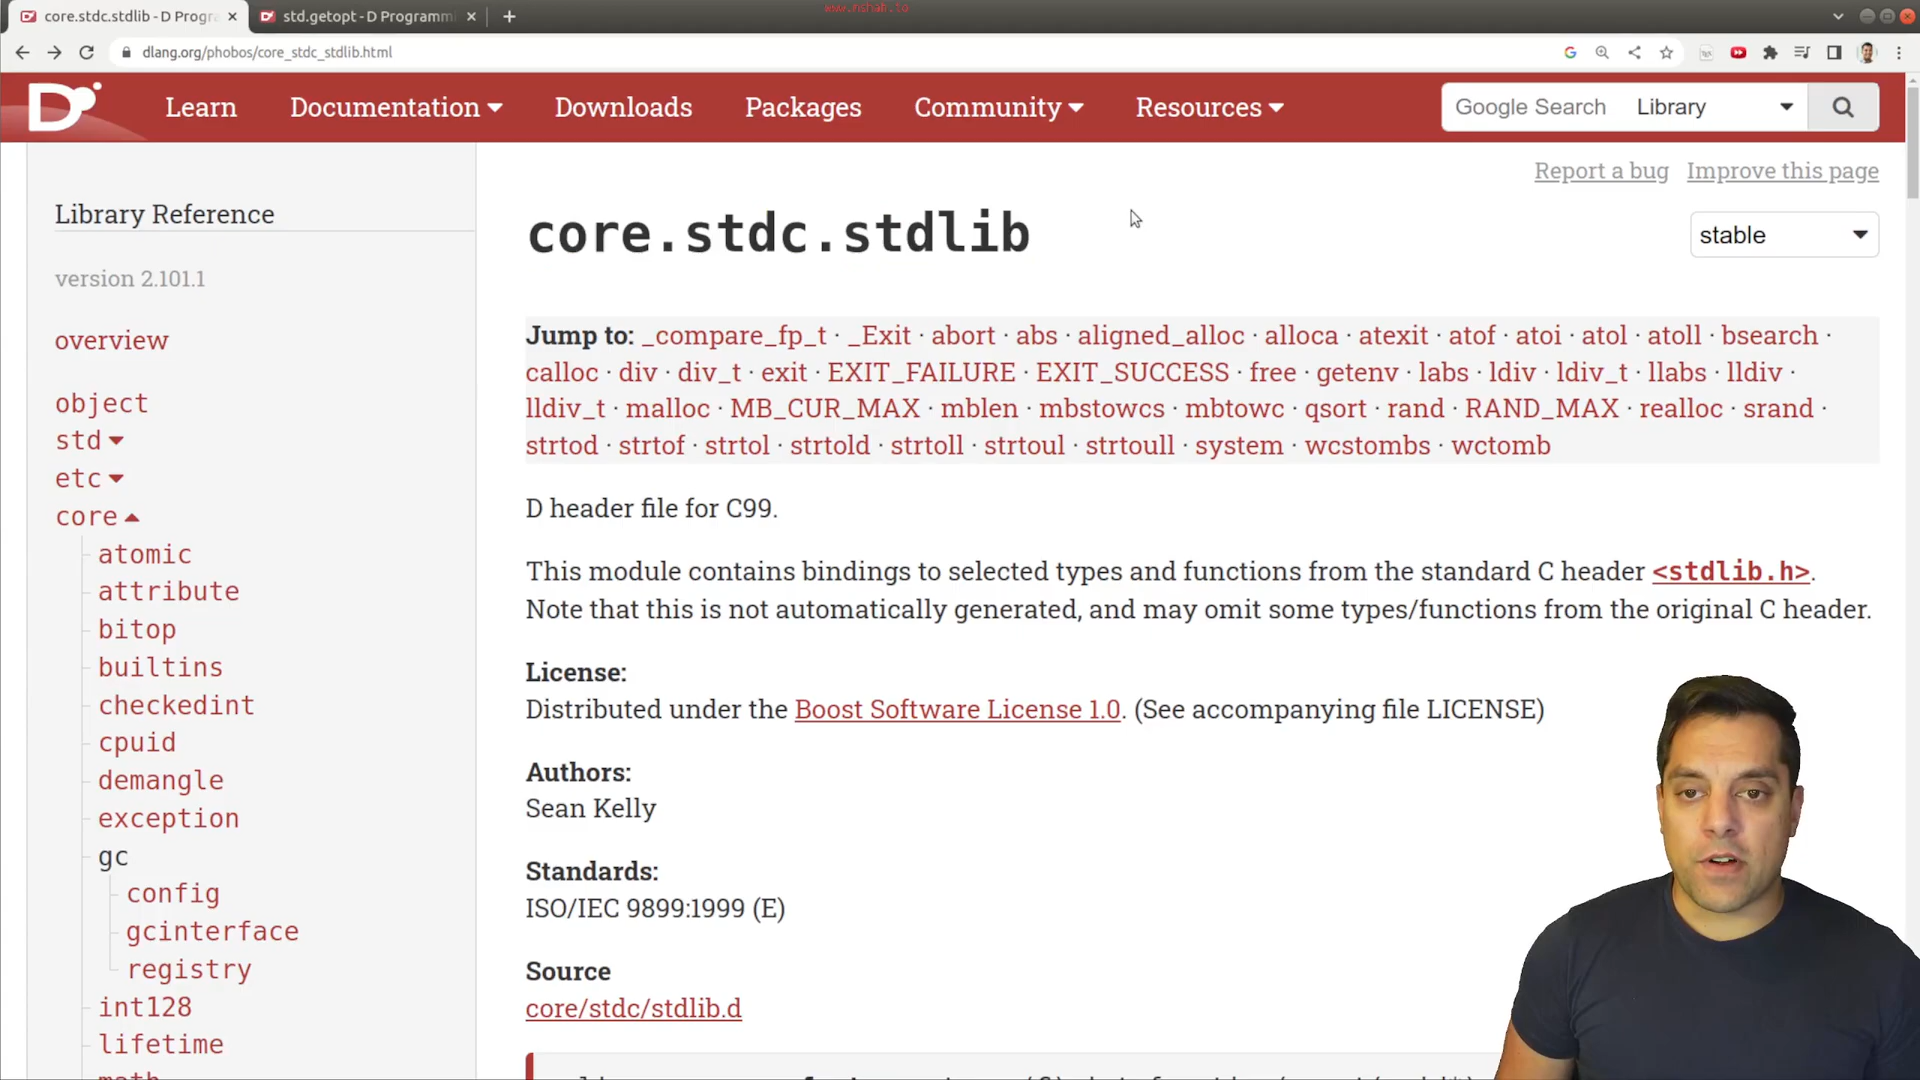 core.stdc.stdlib - D Progr
std.getopt - D Programmi
www.mshah.io
dlang.org/phobos/core_stdc_stdlib.html
D
Learn
Documentation
Downloads
Packages
Community
Resources
Google Search
Library
Report a bug
Improve this page
Library Reference
version 2.101.1
overview
object
std
etc
core
atomic
attribute
bitop
builtins
checkedint
cpuid
demangle
exception
gc
config
gcinterface
registry
int128
lifetime
math
core.stdc.stdlib
stable
Jump to: _compare_fp_t · _Exit · abort · abs · aligned_alloc · alloca · atexit · atof · atoi · atol · atoll · bsearch ·
calloc · div · div_t · exit · EXIT_FAILURE · EXIT_SUCCESS · free · getenv · labs · ldiv · ldiv_t · llabs · lldiv ·
lldiv_t · malloc · MB_CUR_MAX · mblen · mbstowcs · mbtowc · qsort · rand · RAND_MAX · realloc · srand ·
strtod · strtof · strtol · strtold · strtoll · strtoul · strtoull · system · wcstombs · wctomb
D header file for C99.
This module contains bindings to selected types and functions from the standard C header <stdlib.h>.
Note that this is not automatically generated, and may omit some types/functions from the original C header.
License:
Distributed under the Boost Software License 1.0. (See accompanying file LICENSE)
Authors:
Sean Kelly
Standards:
ISO/IEC 9899:1999 (E)
Source
core/stdc/stdlib.d